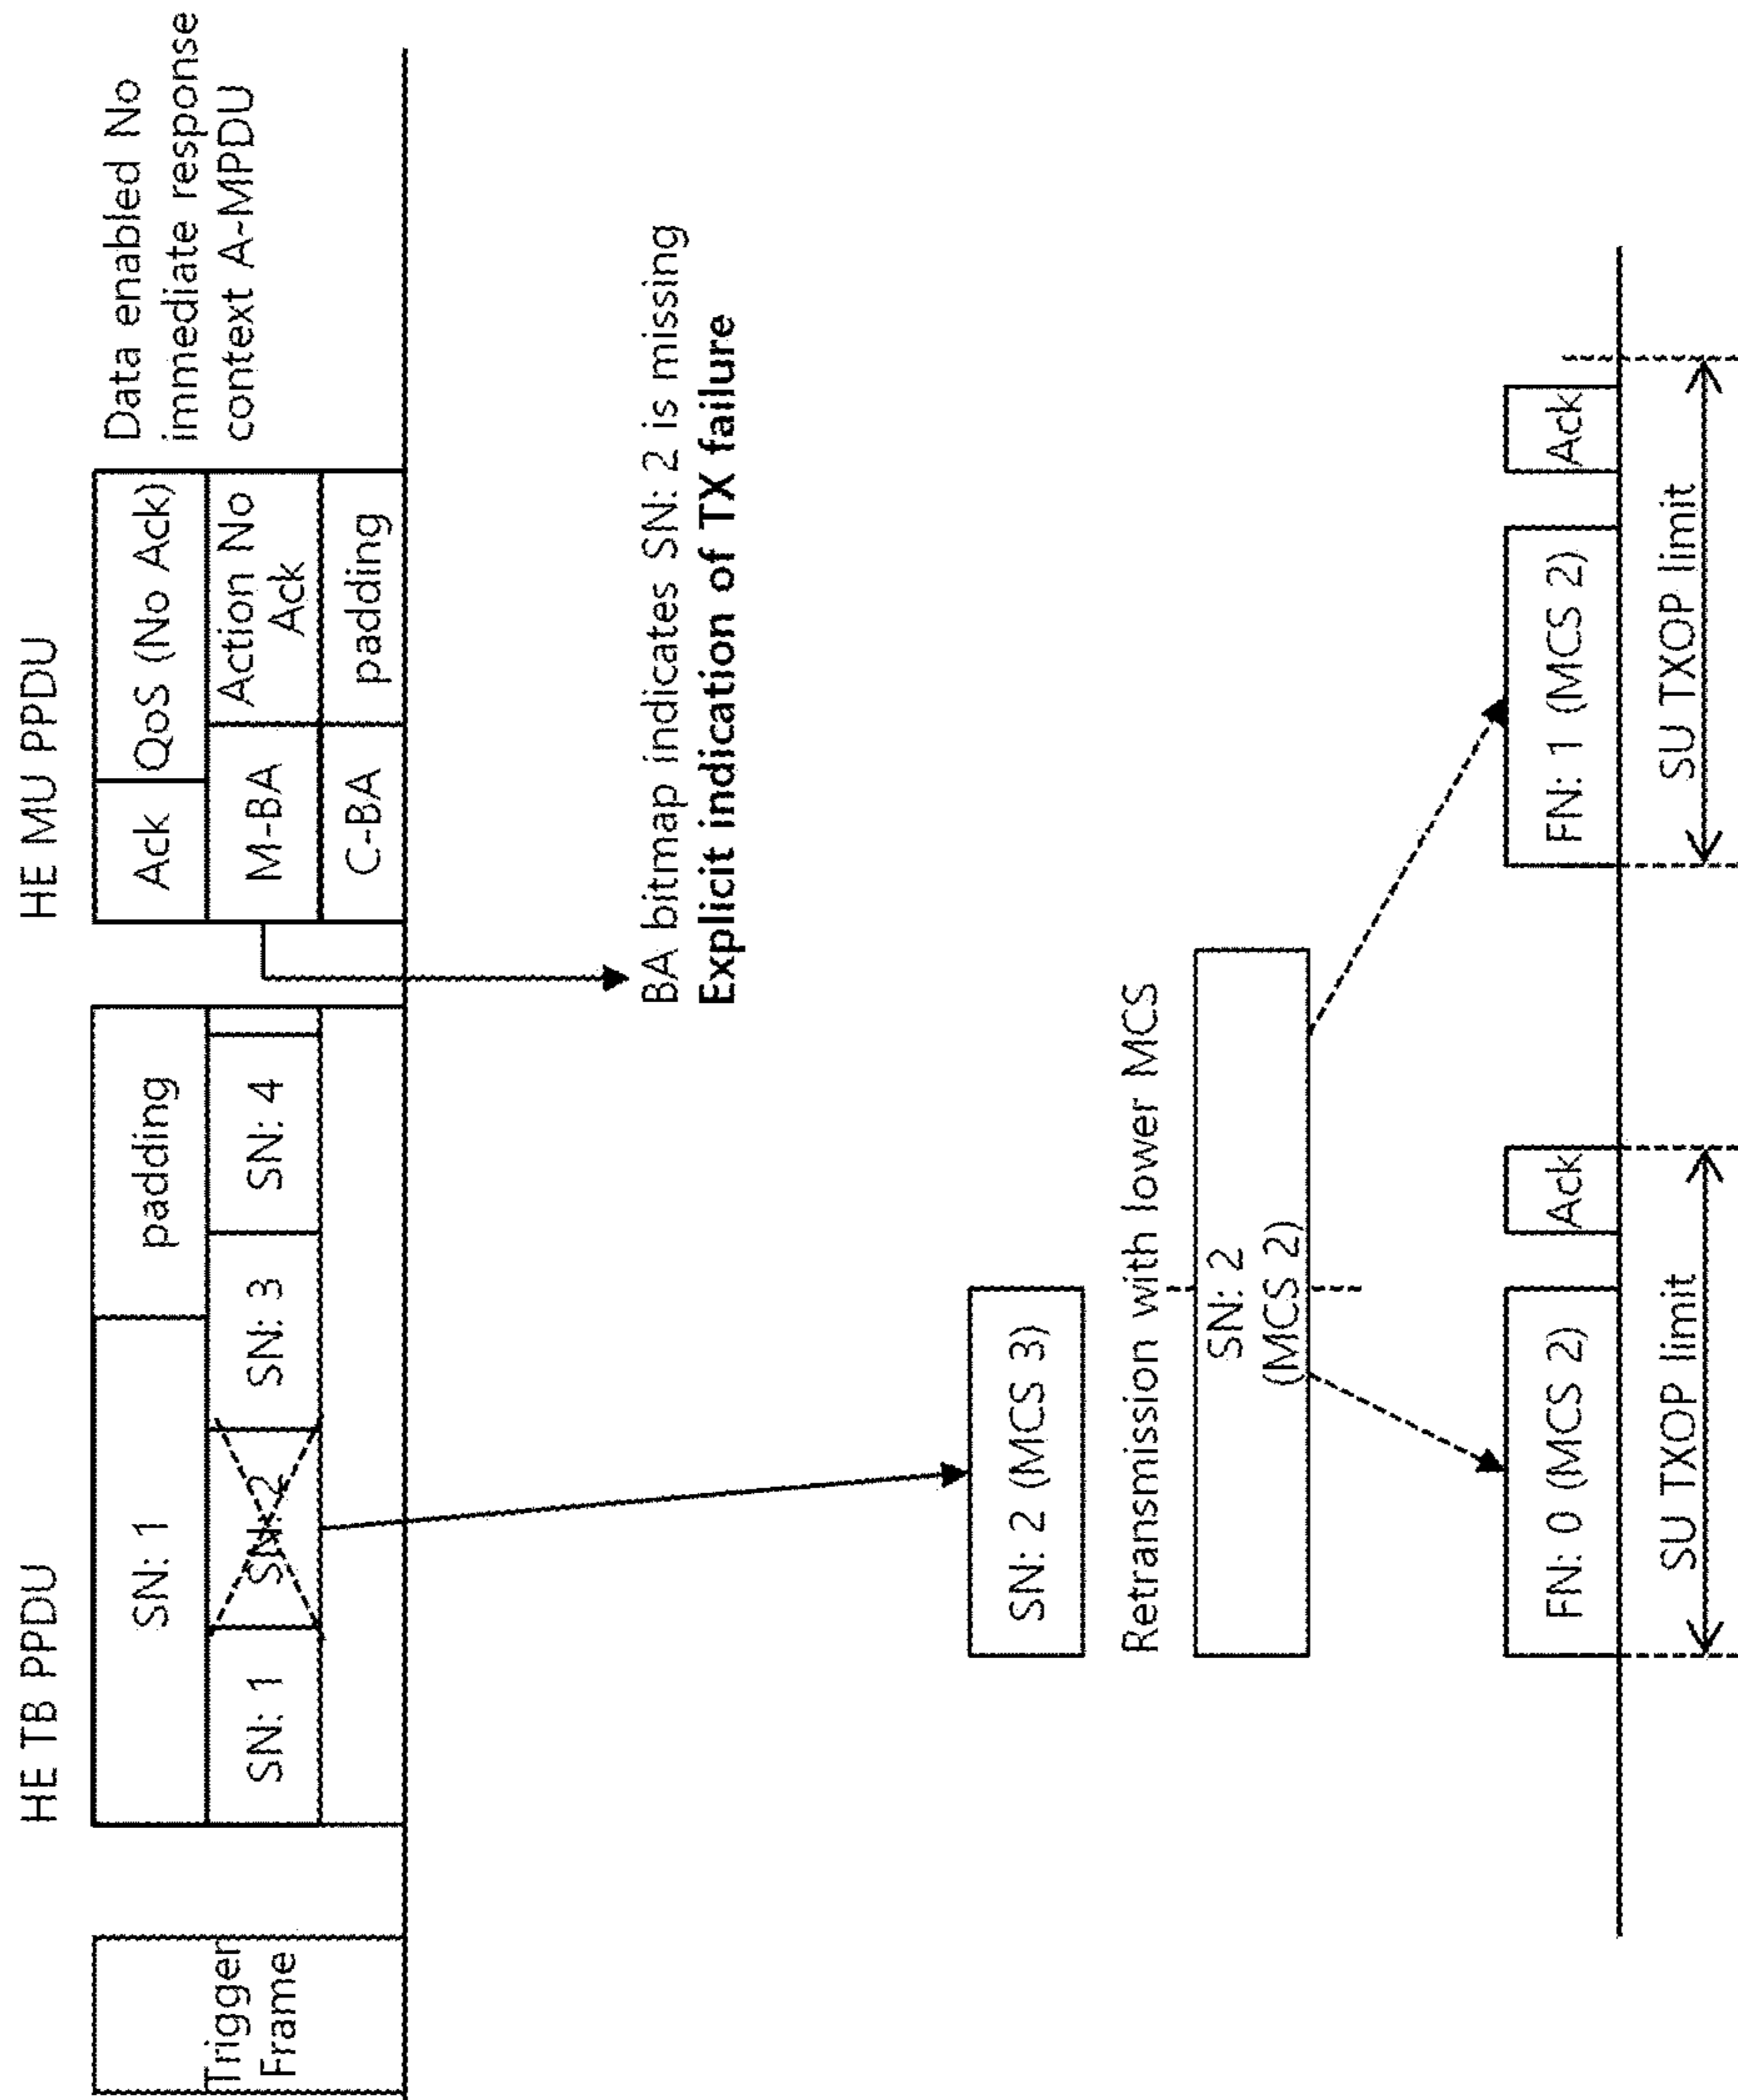 HE TB PPDU
HE MU PPDU
Trigger
Frame
SN: 1
padding
SN: 1
SN: 2
SN: 3
SN: 4
Ack
QoS (No Ack)
M-BA
Action No
Ack
C-BA
padding
Data enabled No
immediate response
context A-MPDU
BA bitmap indicates SN: 2 is missing
Explicit indication of TX failure
SN: 2 (MCS 3)
Retransmission with lower MCS
SN: 2
(MCS 2)
FN: 0 (MCS 2)
Ack
FN: 1 (MCS 2)
Ack
SU TXOP limit
SU TXOP limit